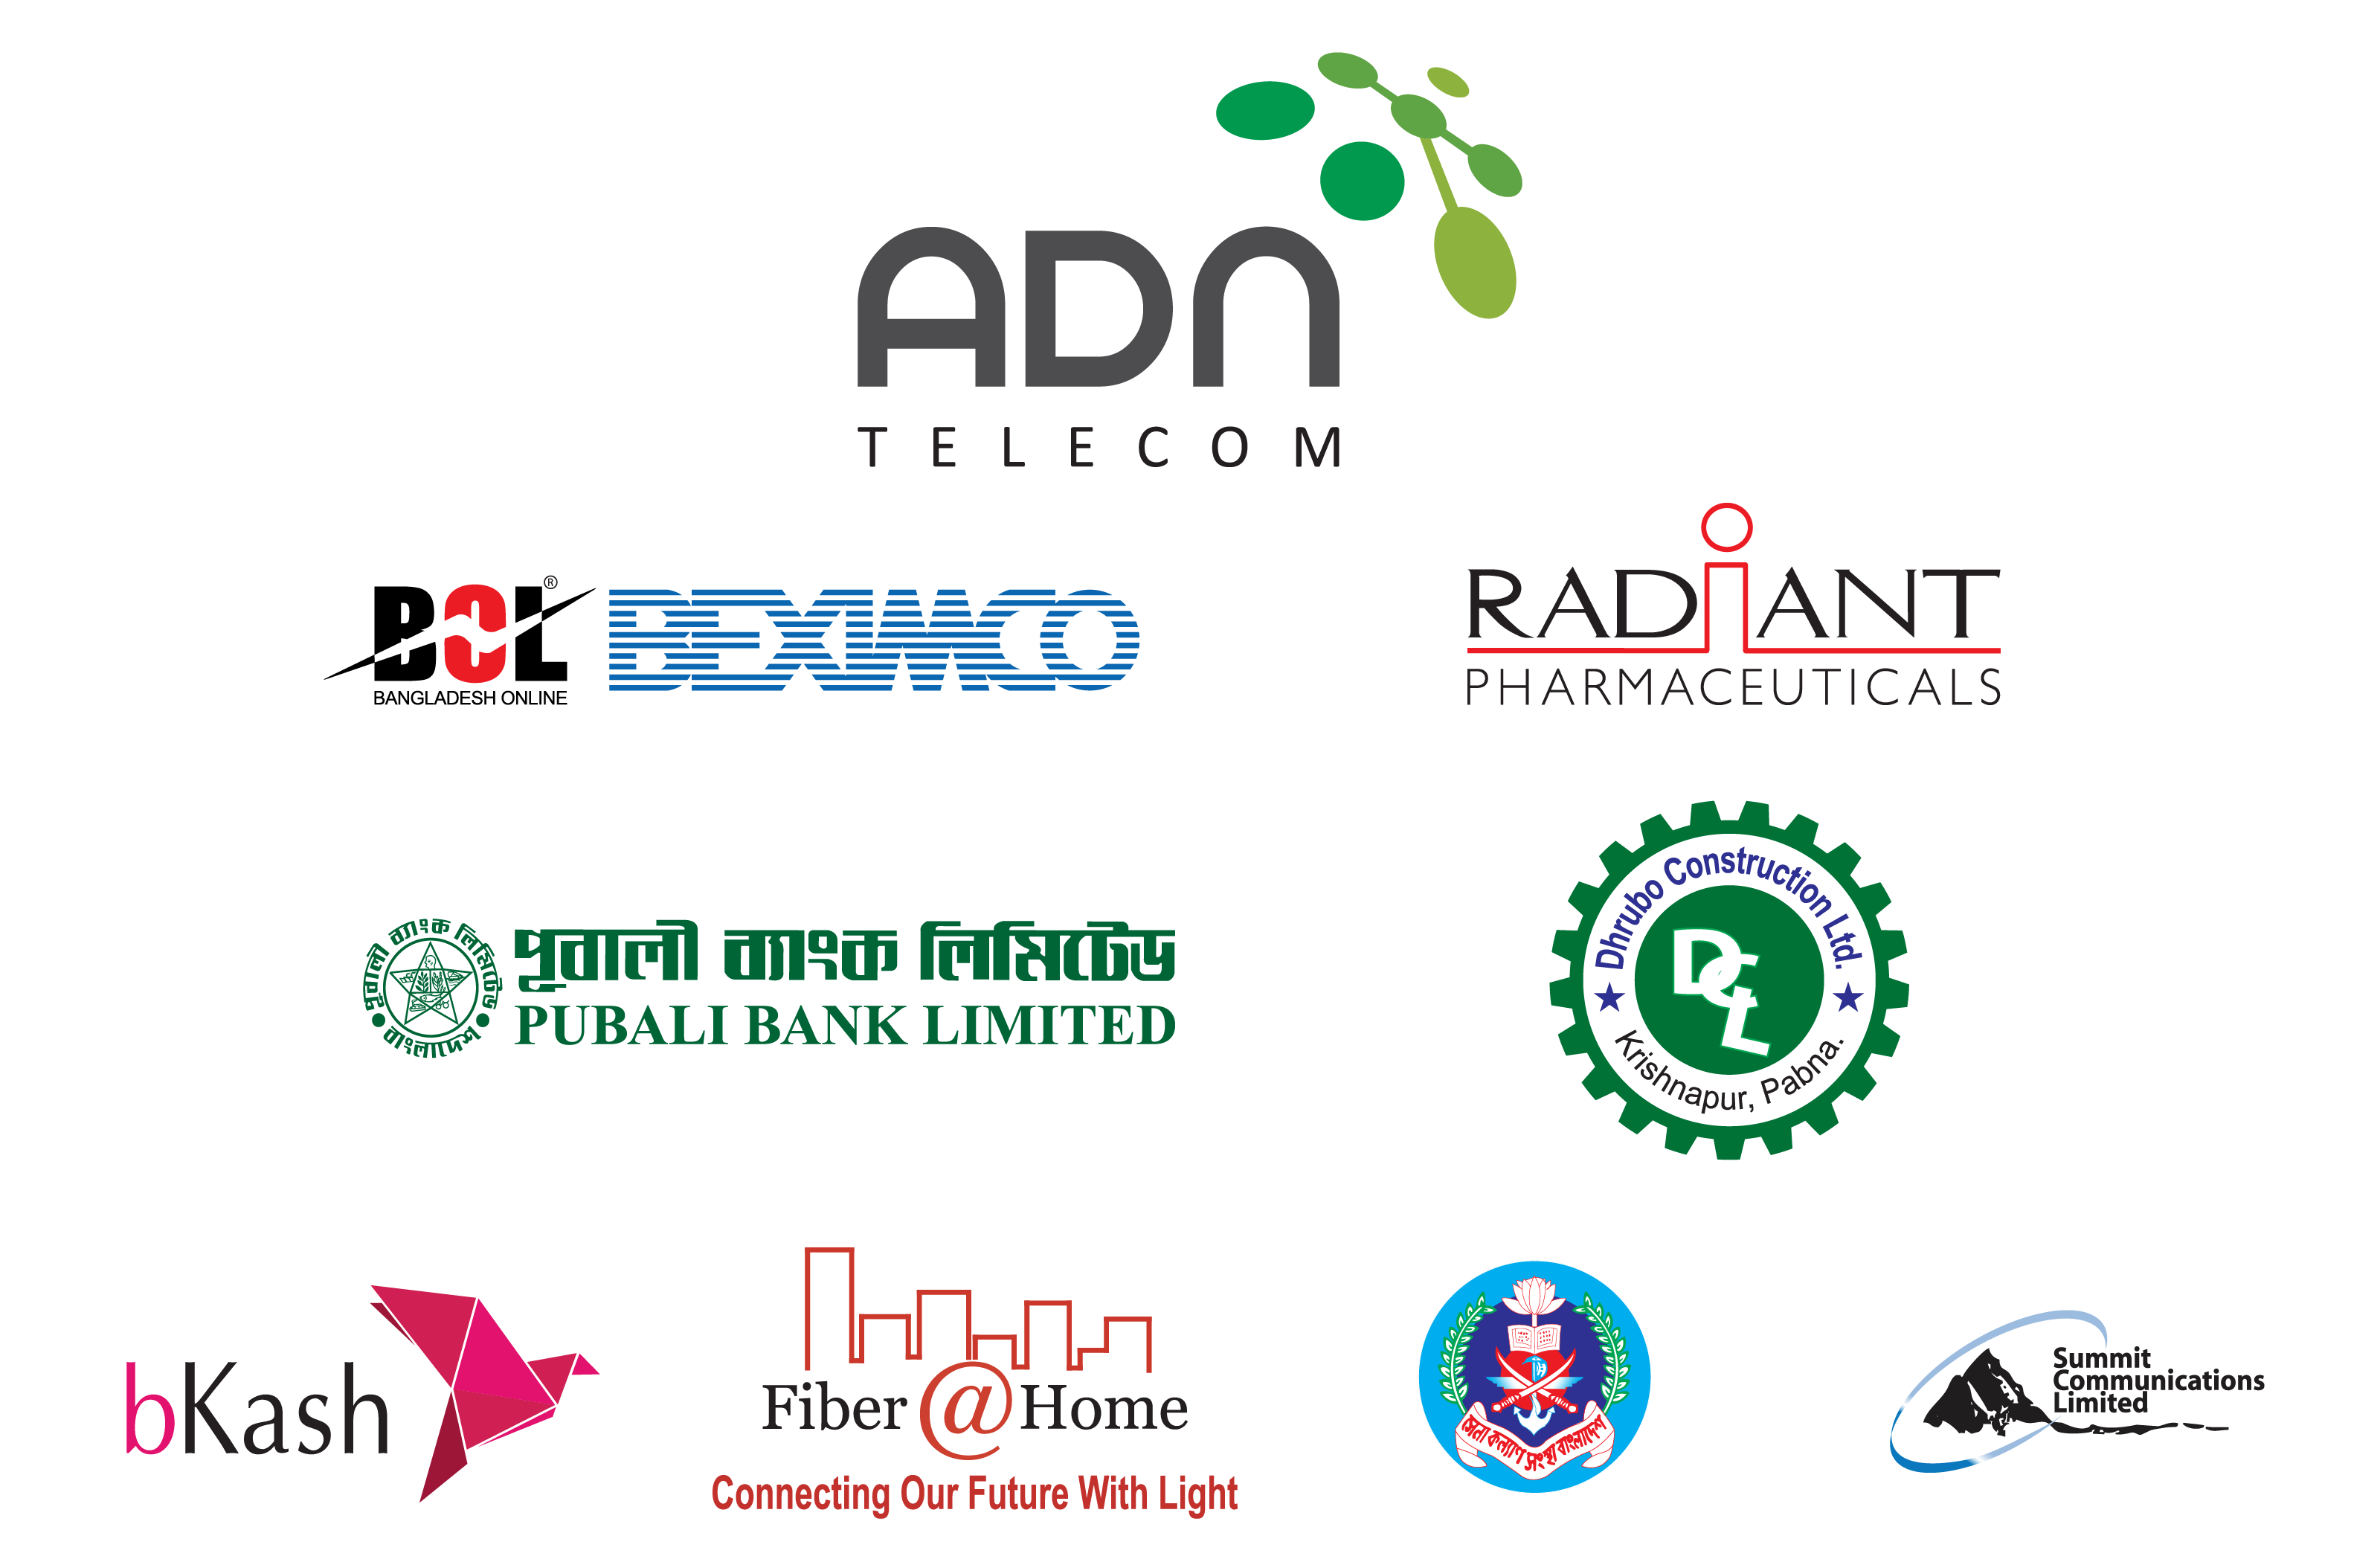 ADN
TELECOM
BOL®
BANGLADESH ONLINE
BEXIMCO
RADiANT
PHARMACEUTICALS
পূবালী ব্যাংক লিমিটেড
বাংলাদেশ
পূবালী ব্যাংক লিমিটেড
PUBALI BANK LIMITED
Dhrubo Construction Ltd.
DCL
Krishnapur, Pabna.
bKash
Fiber@Home
Connecting Our Future With Light
সেনা কল্যাণ সংস্থা বাংলাদেশ
Summit
Communications
Limited